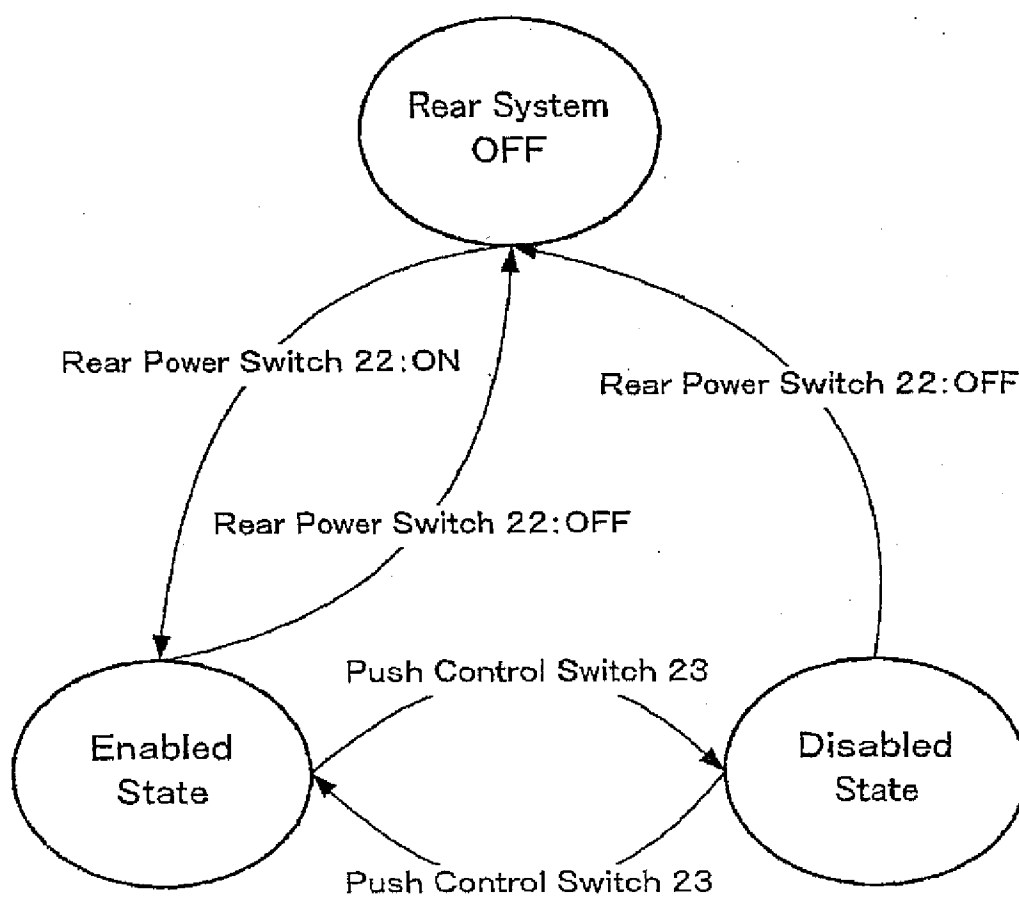 Rear System
OFF
Rear Power Switch 22:ON
Rear Power Switch 22:OFF
Rear Power Switch 22:OFF
Push Control Switch 23
Enabled
State
Disabled
State
Push Control Switch 23